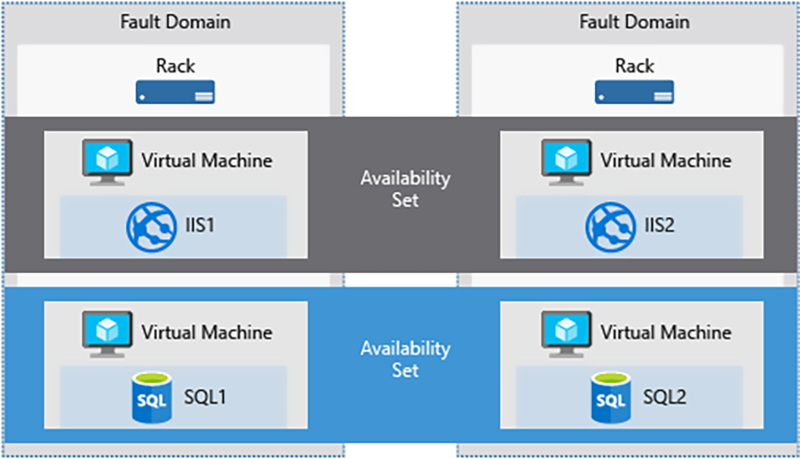 Fault Domain
Fault Domain
Rack
Rack
Virtual Machine
Availability
Set
Virtual Machine
IIS1
IIS2
Virtual Machine
Availability
Set
Virtual Machine
SQL
SQL1
SQL
SQL2